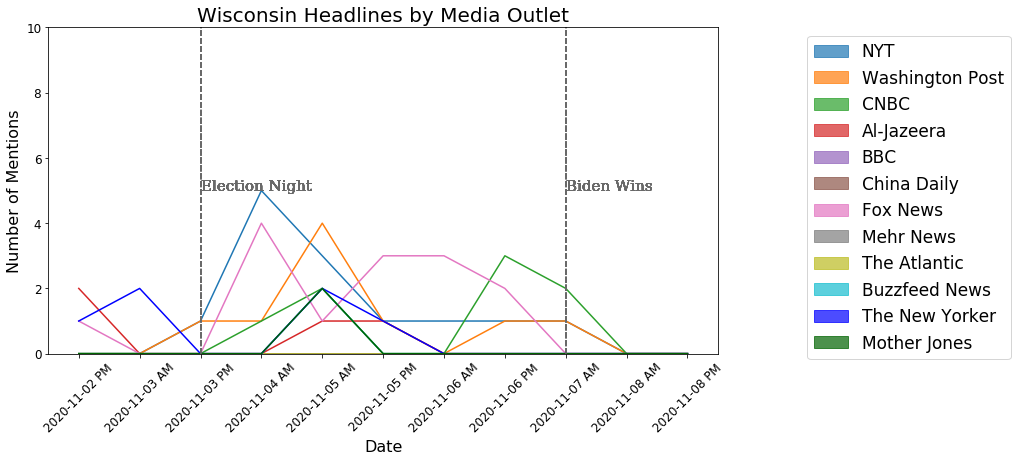 Wisconsin Headlines by Media Outlet
10
8
6
4
2
0
Number of Mentions
Election Night
Biden Wins
2020-11-02 PM
2020-11-03 AM
2020-11-03 PM
2020-11-04 AM
2020-11-05 AM
2020-11-05 PM
2020-11-06 AM
2020-11-06 PM
2020-11-07 AM
2020-11-08 AM
2020-11-08 PM
Date
NYT
Washington Post
CNBC
Al-Jazeera
BBC
China Daily
Fox News
Mehr News
The Atlantic
Buzzfeed News
The New Yorker
Mother Jones